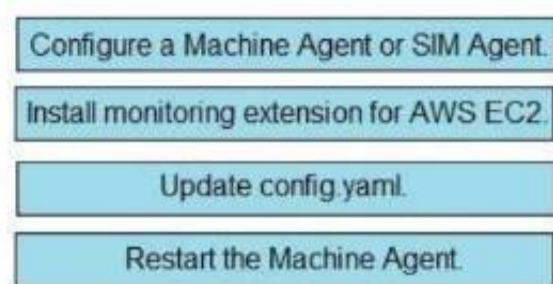 Configure a Machine Agent or SIM Agent.
Install monitoring extension for AWS EC2.
Update config.yaml.
Restart the Machine Agent.